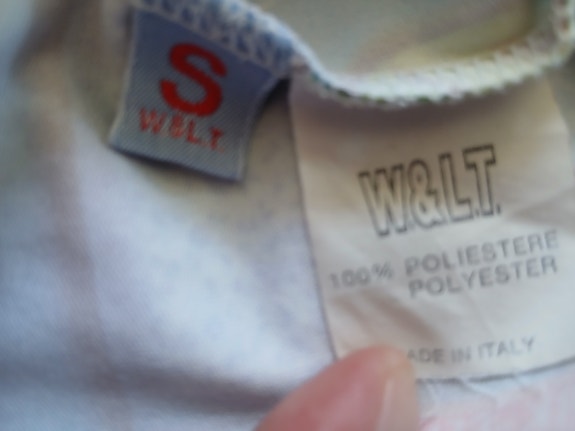 S
W&L.T.
W&L.T.
100% POLIESTERE
POLYESTER
ADE IN ITALY